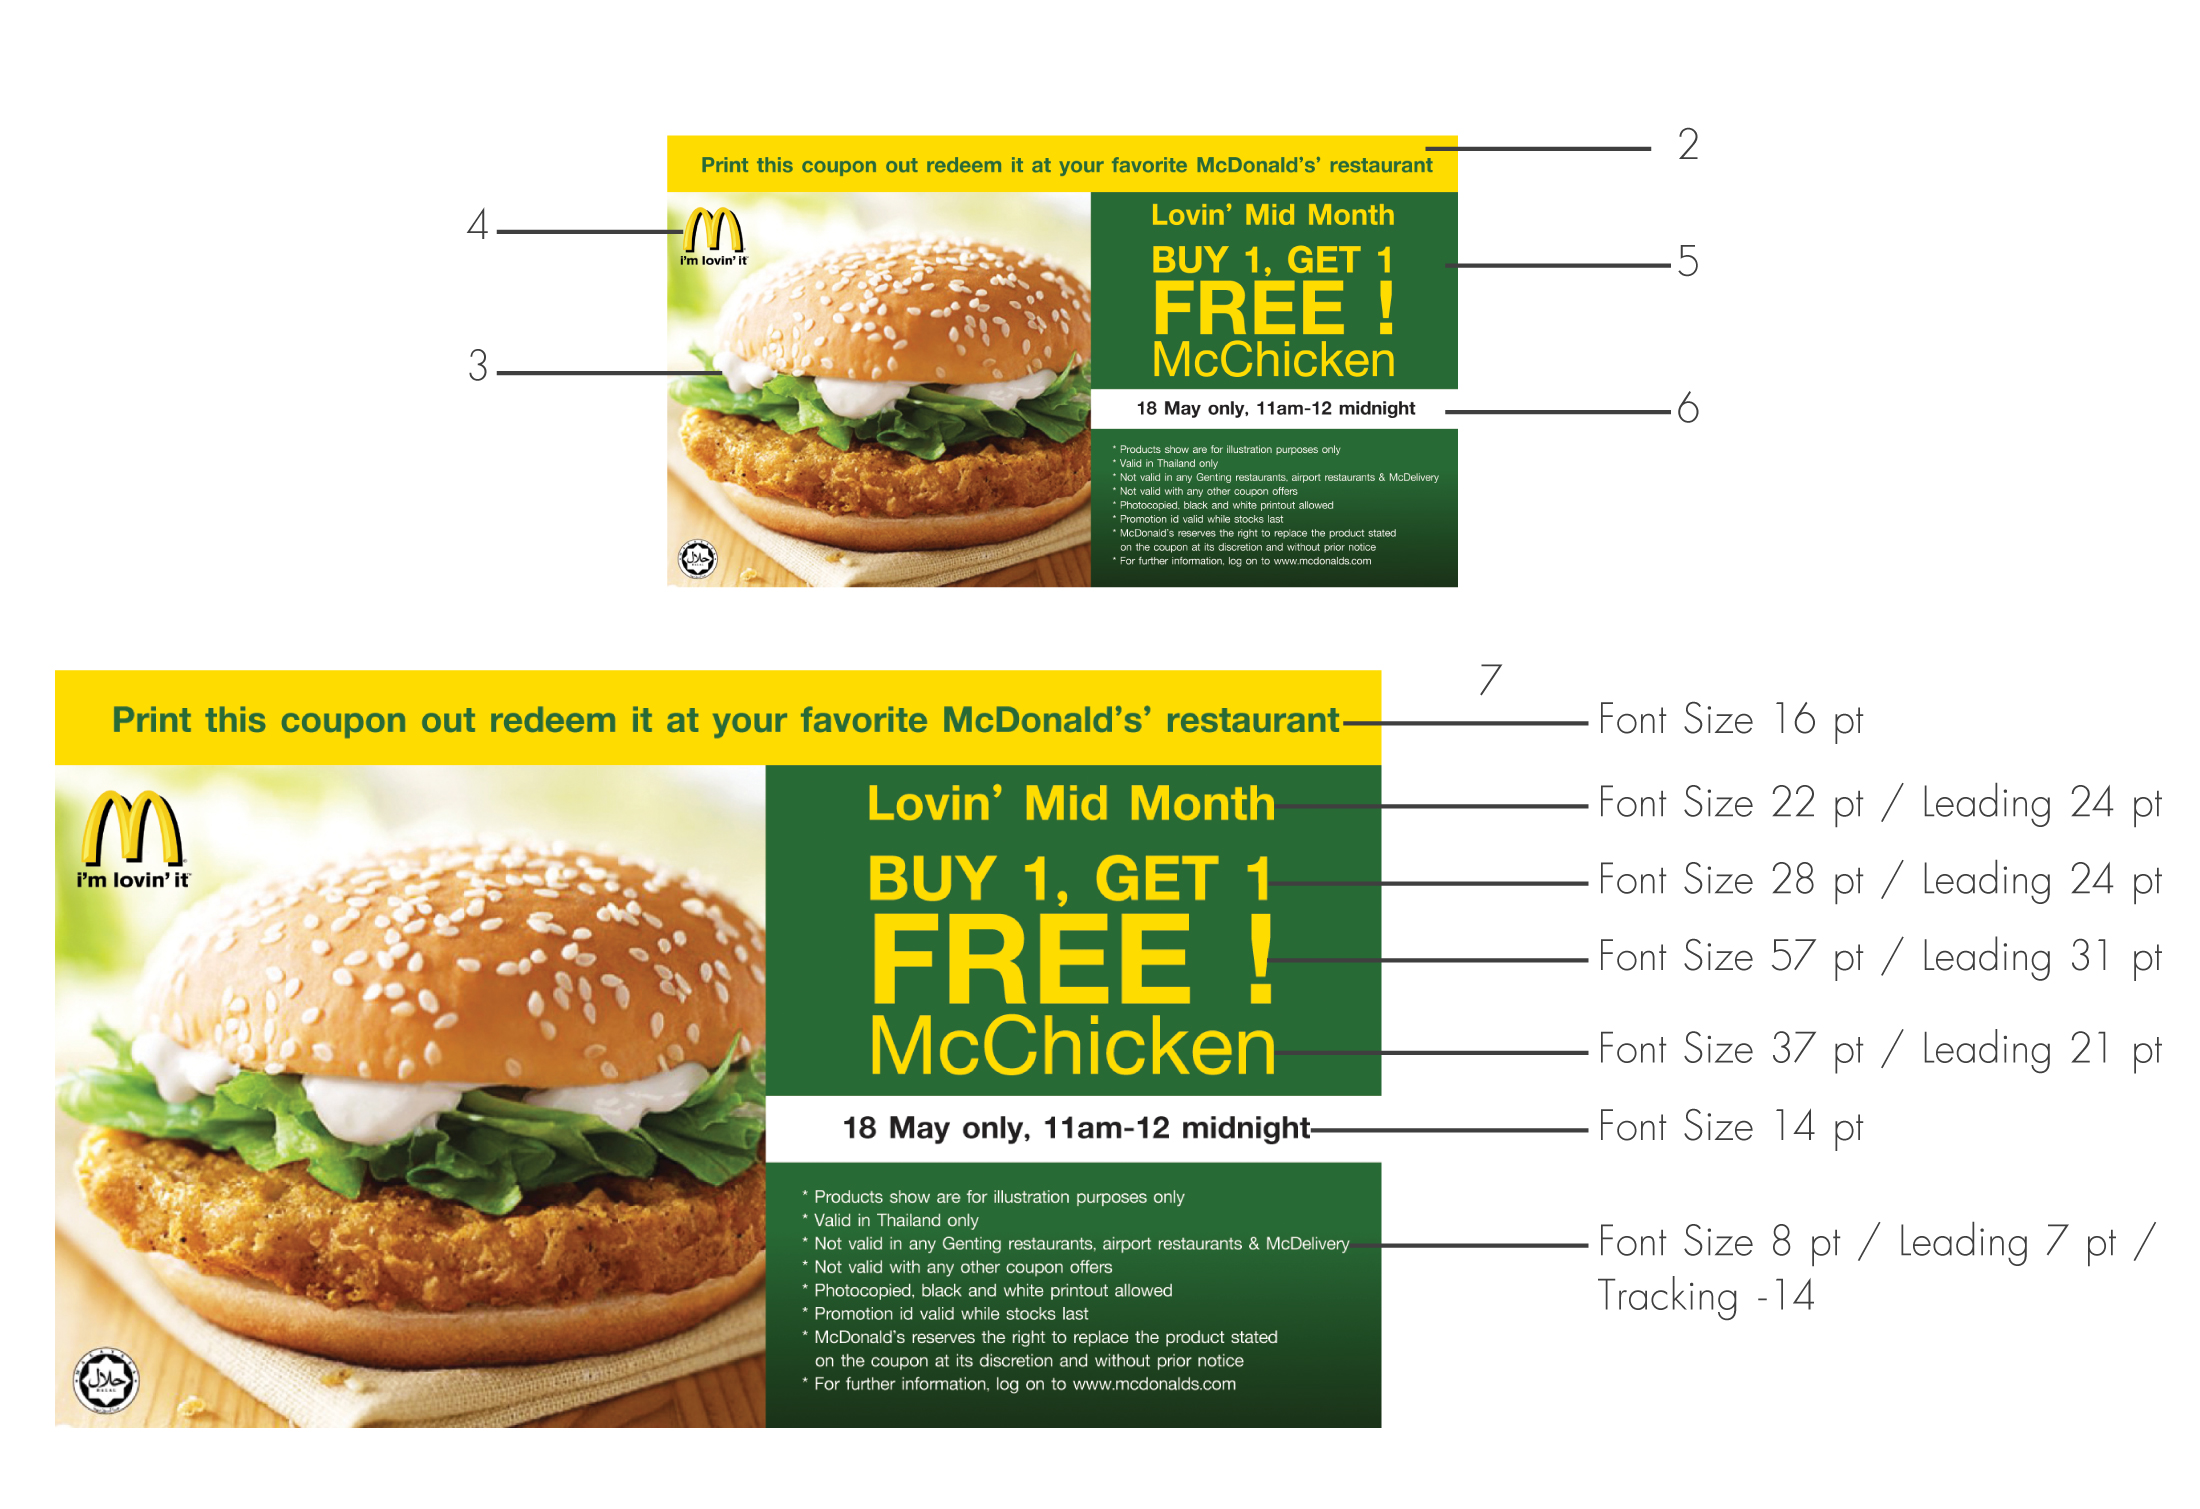 2
Print this coupon out redeem it at your favorite McDonald's' restaurant
4
i'm lovin' it
Lovin' Mid Month
BUY 1, GET 1
5
FREE !
McChicken
3
18 May only, 11am-12 midnight
6
* Products show are for illustration purposes only
* Valid in Thailand only
* Not valid in any Genting restaurants, airport restaurants & McDelivery
* Not valid with any other coupon offers
* Photocopied, black and white printout allowed
* Promotion id valid while stocks last
* McDonald's reserves the right to replace the product stated
on the coupon at its discretion and without prior notice
* For further information, log on to www.mcdonalds.com
حلال
7
Print this coupon out redeem it at your favorite McDonald's' restaurant
Font Size 16 pt
i'm lovin' it
Lovin' Mid Month
Font Size 22 pt / Leading 24 pt
BUY 1, GET 1
Font Size 28 pt / Leading 24 pt
FREE !
Font Size 57 pt / Leading 31 pt
McChicken
Font Size 37 pt / Leading 21 pt
18 May only, 11am-12 midnight
Font Size 14 pt
* Products show are for illustration purposes only
* Valid in Thailand only
* Not valid in any Genting restaurants, airport restaurants & McDelivery
* Not valid with any other coupon offers
* Photocopied, black and white printout allowed
* Promotion id valid while stocks last
* McDonald's reserves the right to replace the product stated
on the coupon at its discretion and without prior notice
* For further information, log on to www.mcdonalds.com
Font Size 8 pt / Leading 7 pt /
Tracking -14
حلال
HALAL